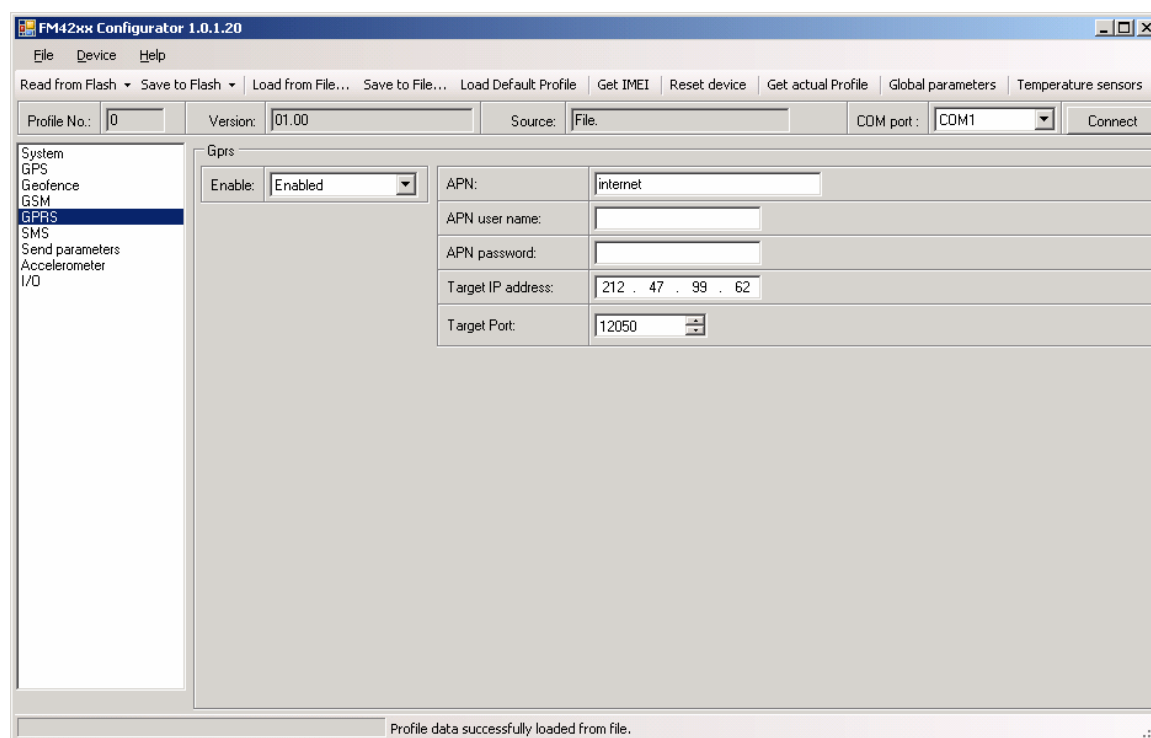 FM42xx Configurator 1.0.1.20
File Device Help
Read from Flash Save to Flash Load from File... Save to File... Load Default Profile Get IMEI Reset device Get actual Profile Global parameters Temperature sensors
Profile No.: 0 Version: 01.00 Source: File. COM port : COM1 Connect
System
GPS
Geofence
GSM
GPRS
SMS
Send parameters
Accelerometer
I/O
Gprs
Enable: Enabled
APN: internet
APN user name:
APN password:
Target IP address: 212 . 47 . 99 . 62
Target Port: 12050
Profile data successfully loaded from file.